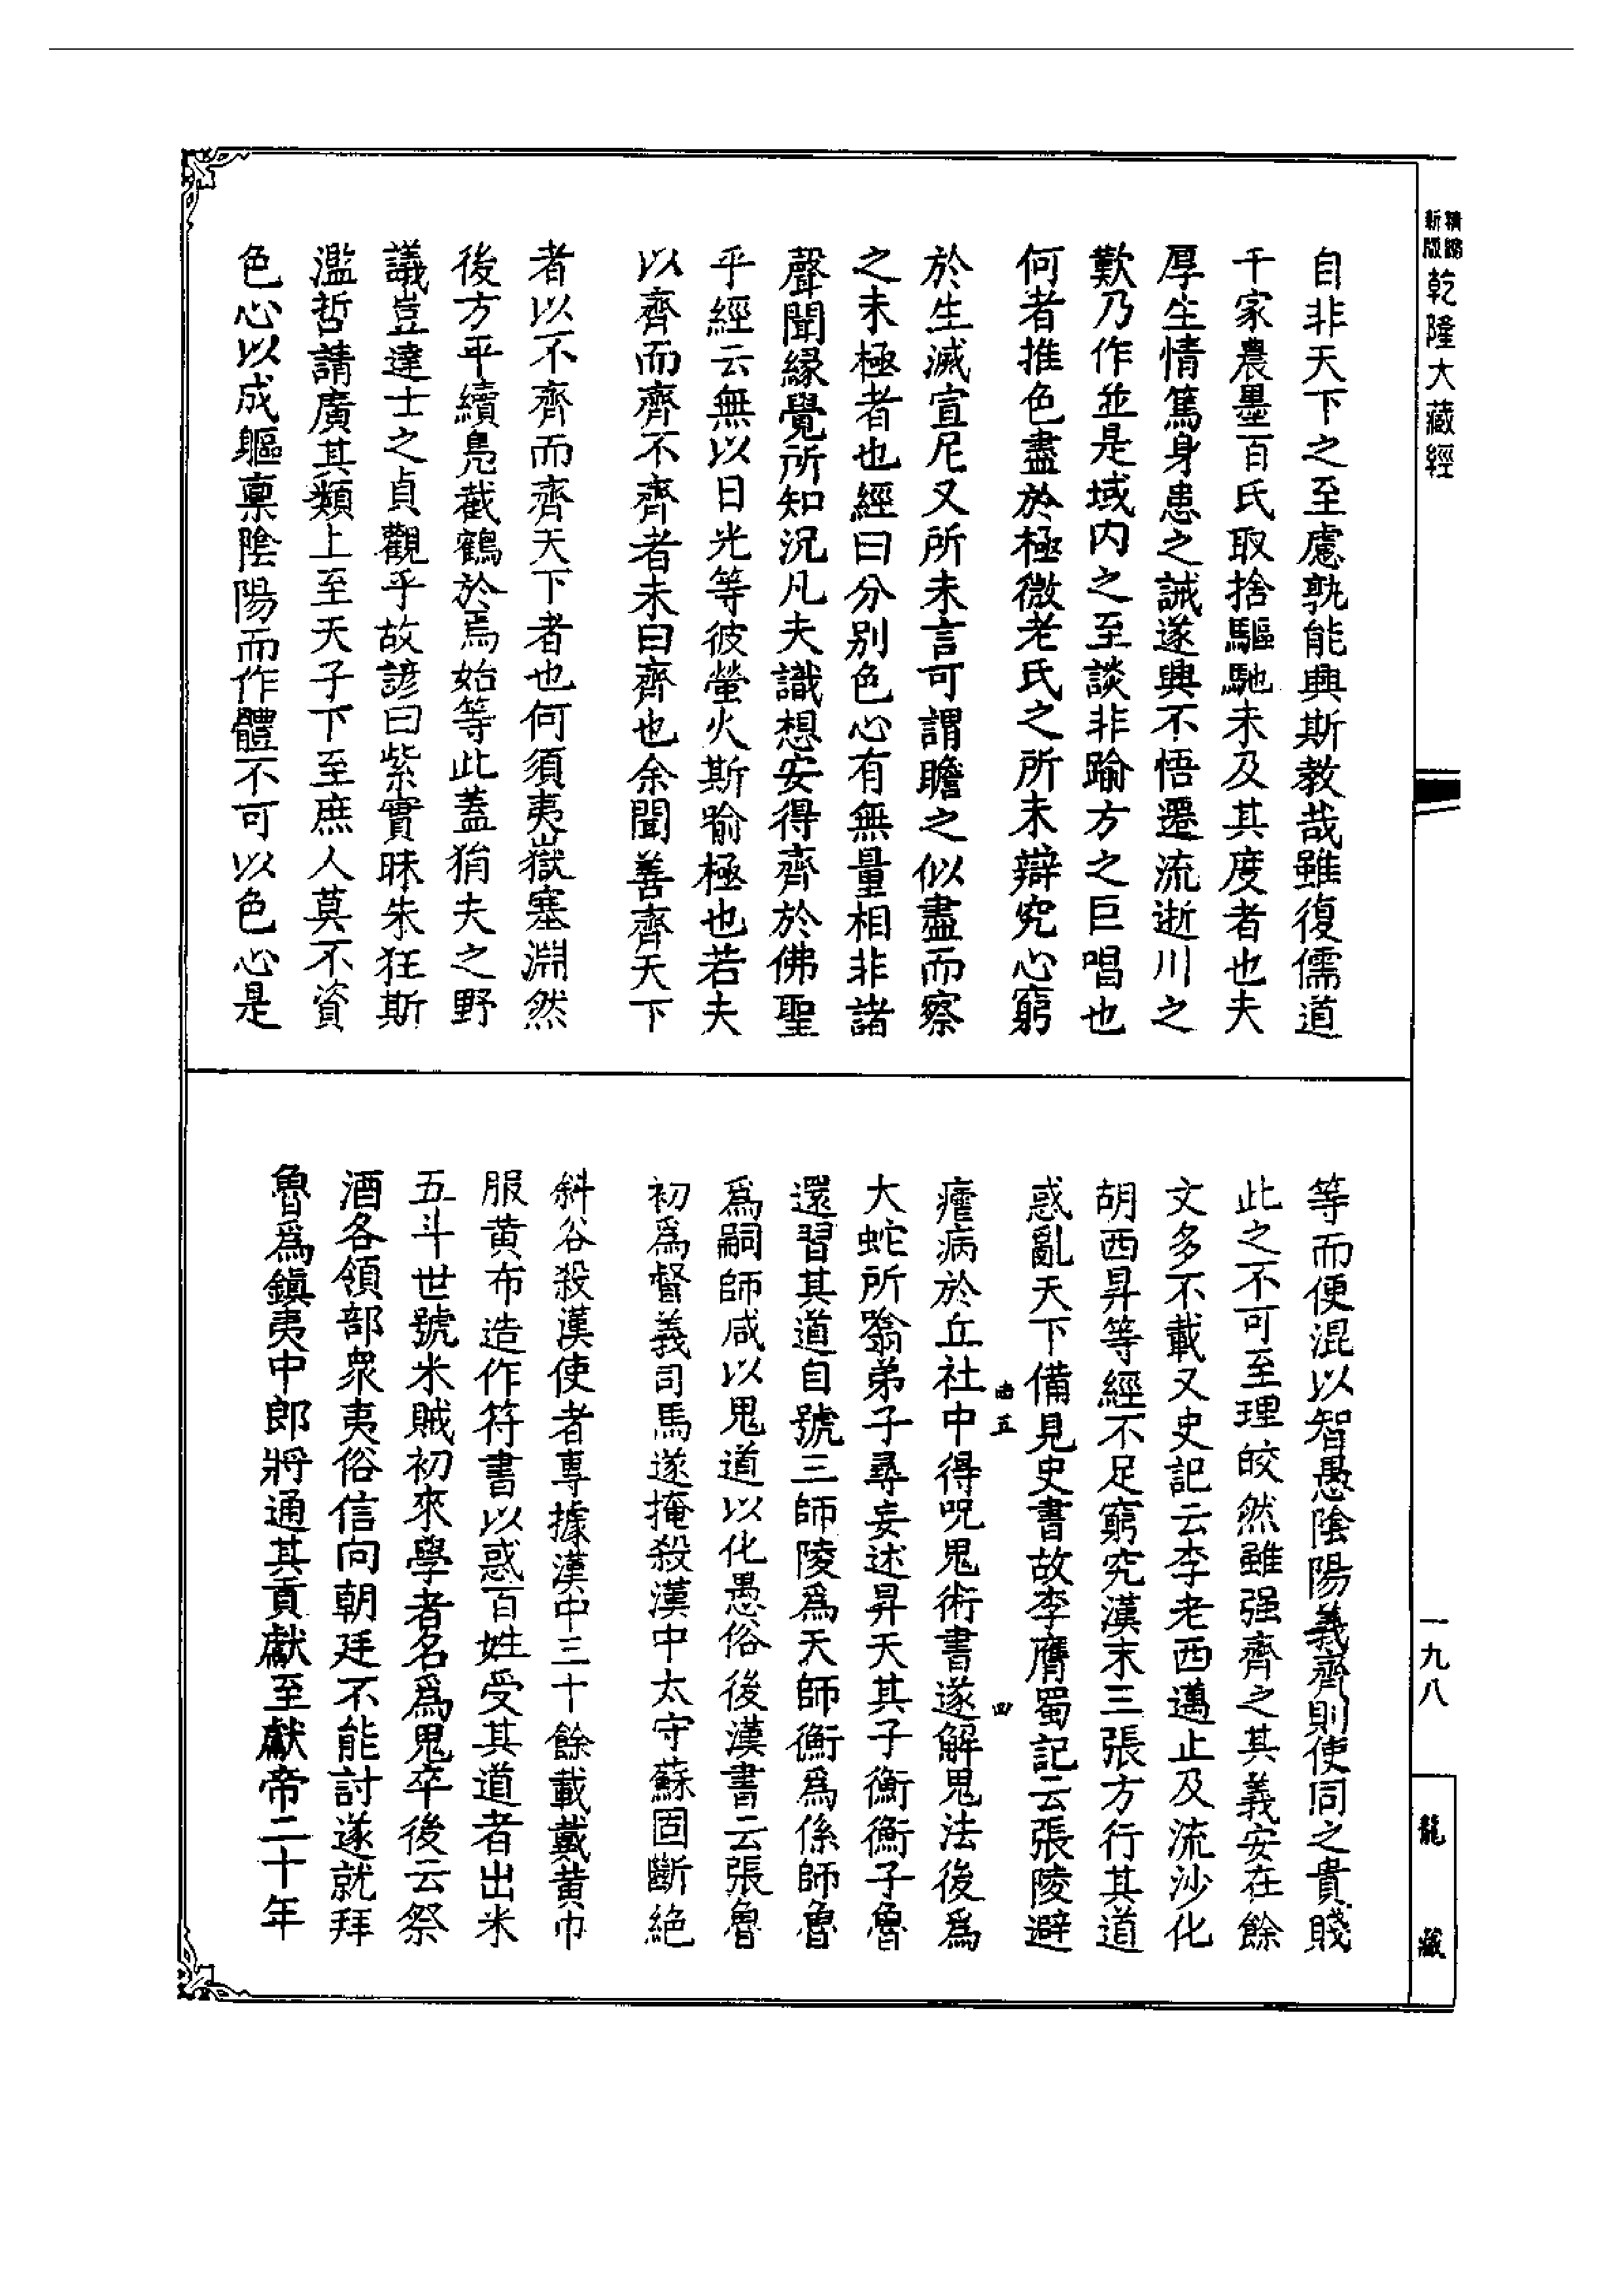 新版 精縮 乾隆大藏經
自非天下之至慮孰能與斯教哉雖復儒道
千家農墨百氏取捨驅馳未及其度者也夫
厚生情篤身患之誡遂興不悟遷流逝川之
歎乃作並是域内之至談非踰方之巨唱也
何者推色盡於極微老氏之所未辯究心窮
於生滅宣尼又所未言可謂瞻之似盡而察
之未極者也經曰分別色心有無量相非諸
聲聞緣覺所知況凡夫識想安得齊於佛聖
乎經云無以日光等彼螢火斯喻極也若夫
以齊而齊不齊者未曰齊也余聞善齊天下
者以不齊而齊天下者也何須夷嶽塞淵然
後方平續鳧截鶴於焉始等此蓋狷夫之野
議豈達士之貞觀乎故諺曰紫實昧朱狂斯
濫哲請廣其類上至天子下至庶人莫不資
色心以成軀稟陰陽而作體不可以色心是
等而便混以智愚陰陽義齊則使同之貴賤
此之不可至理皎然雖强齊之其義安在餘
文多不載又史記云李老西邁止及流沙化
胡西昇等經不足窮究漢末三張方行其道
惑亂天下備見史書故李膺蜀記云張陵避
瘧病於丘社中得呪鬼術書遂解鬼法後爲
大蛇所噏弟子尋妄述昇天其子衡衡子魯
還習其道自號三師陵爲天師衡爲係師魯
爲嗣師咸以鬼道以化愚俗後漢書云張魯
初爲督義司馬遂掩殺漢中太守蘇固斷絶
斜谷殺漢使者專據漢中三十餘載戴黄巾
服黄布造作符書以惑百姓受其道者出米
五斗世號米賊初來學者名爲鬼卒後云祭
酒各領部衆夷俗信向朝廷不能討遂就拜
魯爲鎭夷中郎將通其貢獻至獻帝二十年
五
四
一九八
龍藏